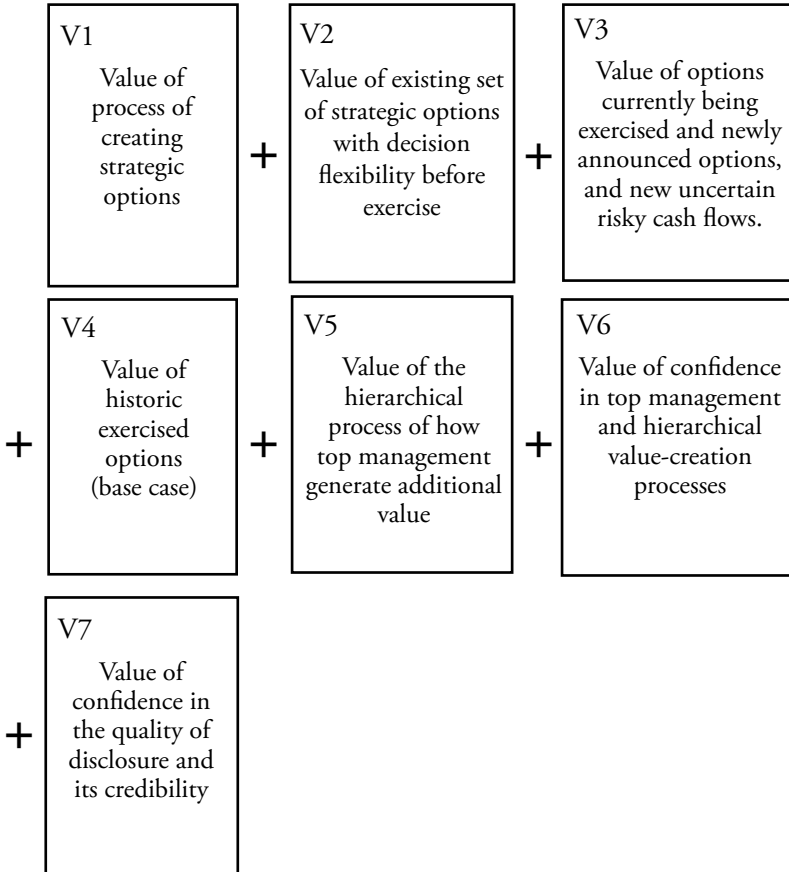 V1
Value of
process of
creating
strategic
options
+
V2
Value of existing set
of strategic options
with decision
flexibility before
exercise
+
V3
Value of options
currently being
exercised and newly
announced options,
and new uncertain
risky cash flows.
+
V4
Value of
historic
exercised
options
(base case)
+
V5
Value of the
hierarchical
process of how
top management
generate additional
value
+
V6
Value of confidence
in top management
and hierarchical
value-creation
processes
+
V7
Value of
confidence in
the quality of
disclosure and
its credibility